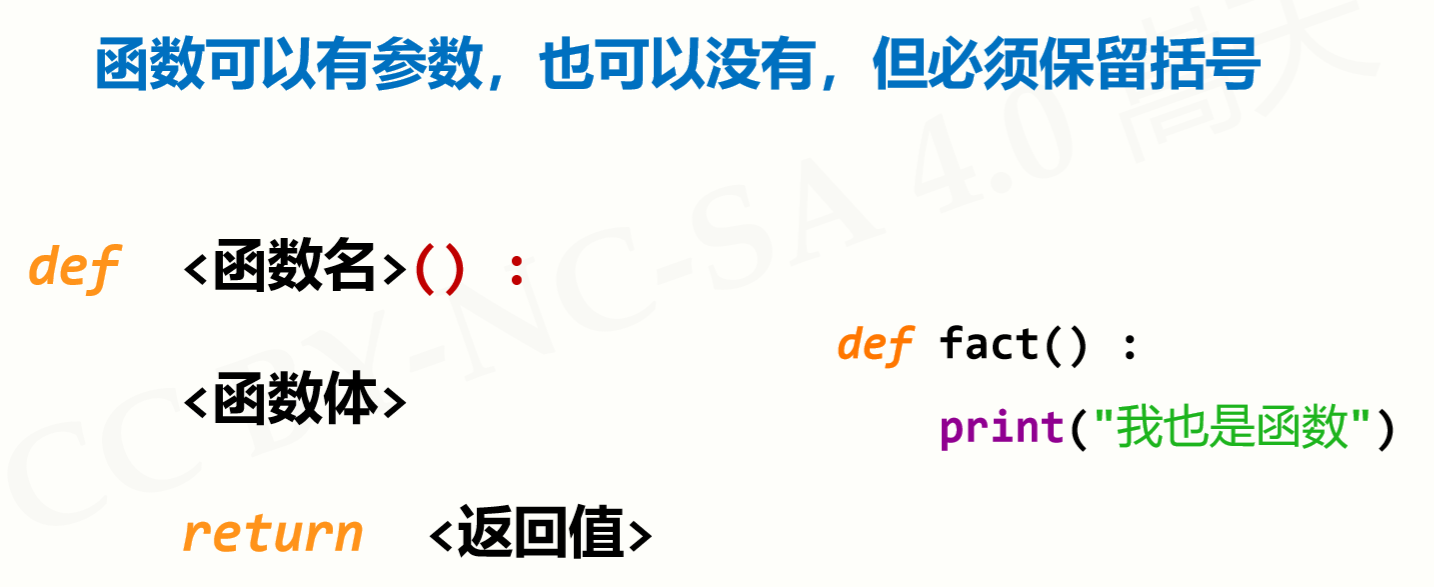 函数可以有参数，也可以没有，但必须保留括号
def <函数名>() :
<函数体>
return <返回值>
def fact() :
print("我也是函数")
CC BY-NC-SA 4.0 嵩天